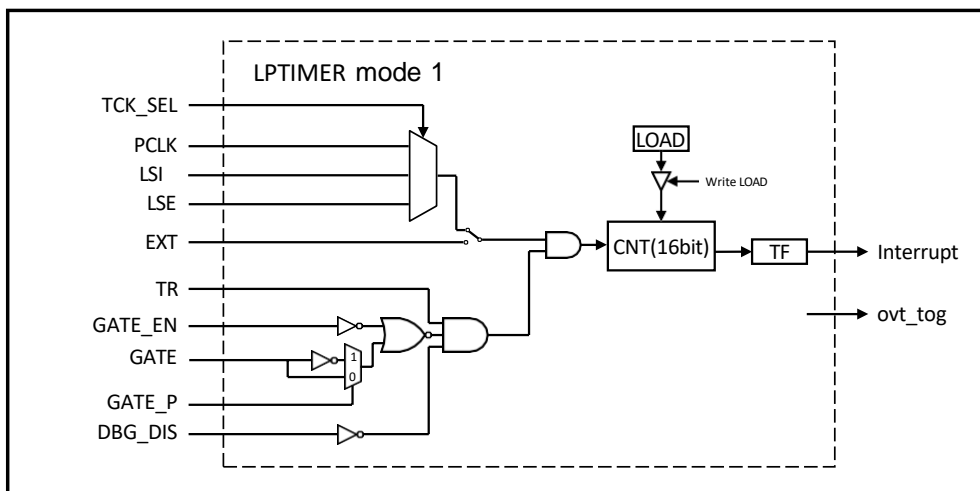 LPTIMER mode 1
TCK_SEL
PCLK
LSI
LSE
EXT
TR
GATE_EN
GATE
GATE_P
DBG_DIS
1
0
LOAD
Write LOAD
CNT(16bit)
TF
Interrupt
ovt_tog